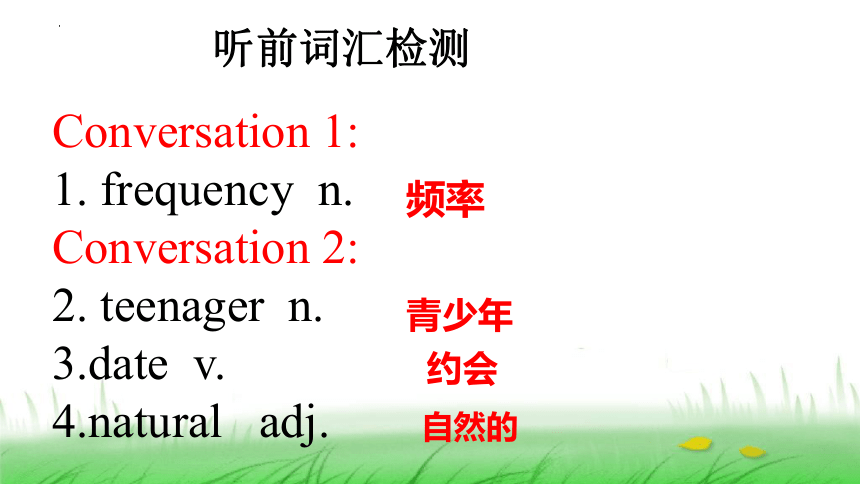 听前词汇检测
Conversation 1:
1. frequency n. 频率
Conversation 2:
2. teenager n. 青少年
3.date v. 约会
4.natural adj. 自然的